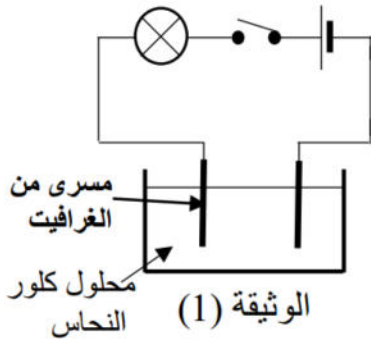 مسرى من
الغرافيت
محلول كلور
النحاس
الوثيقة (1)